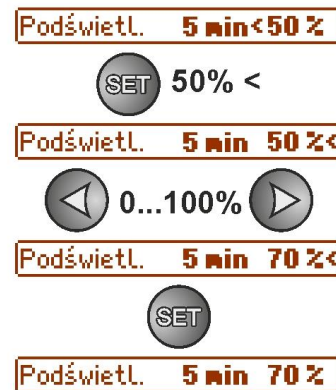 Podświetl. 5 min<50 %
SET 50% <
Podświetl. 5 min 50 %<
0...100%
Podświetl. 5 min 70 %<
SET
Podświetl. 5 min 70 %